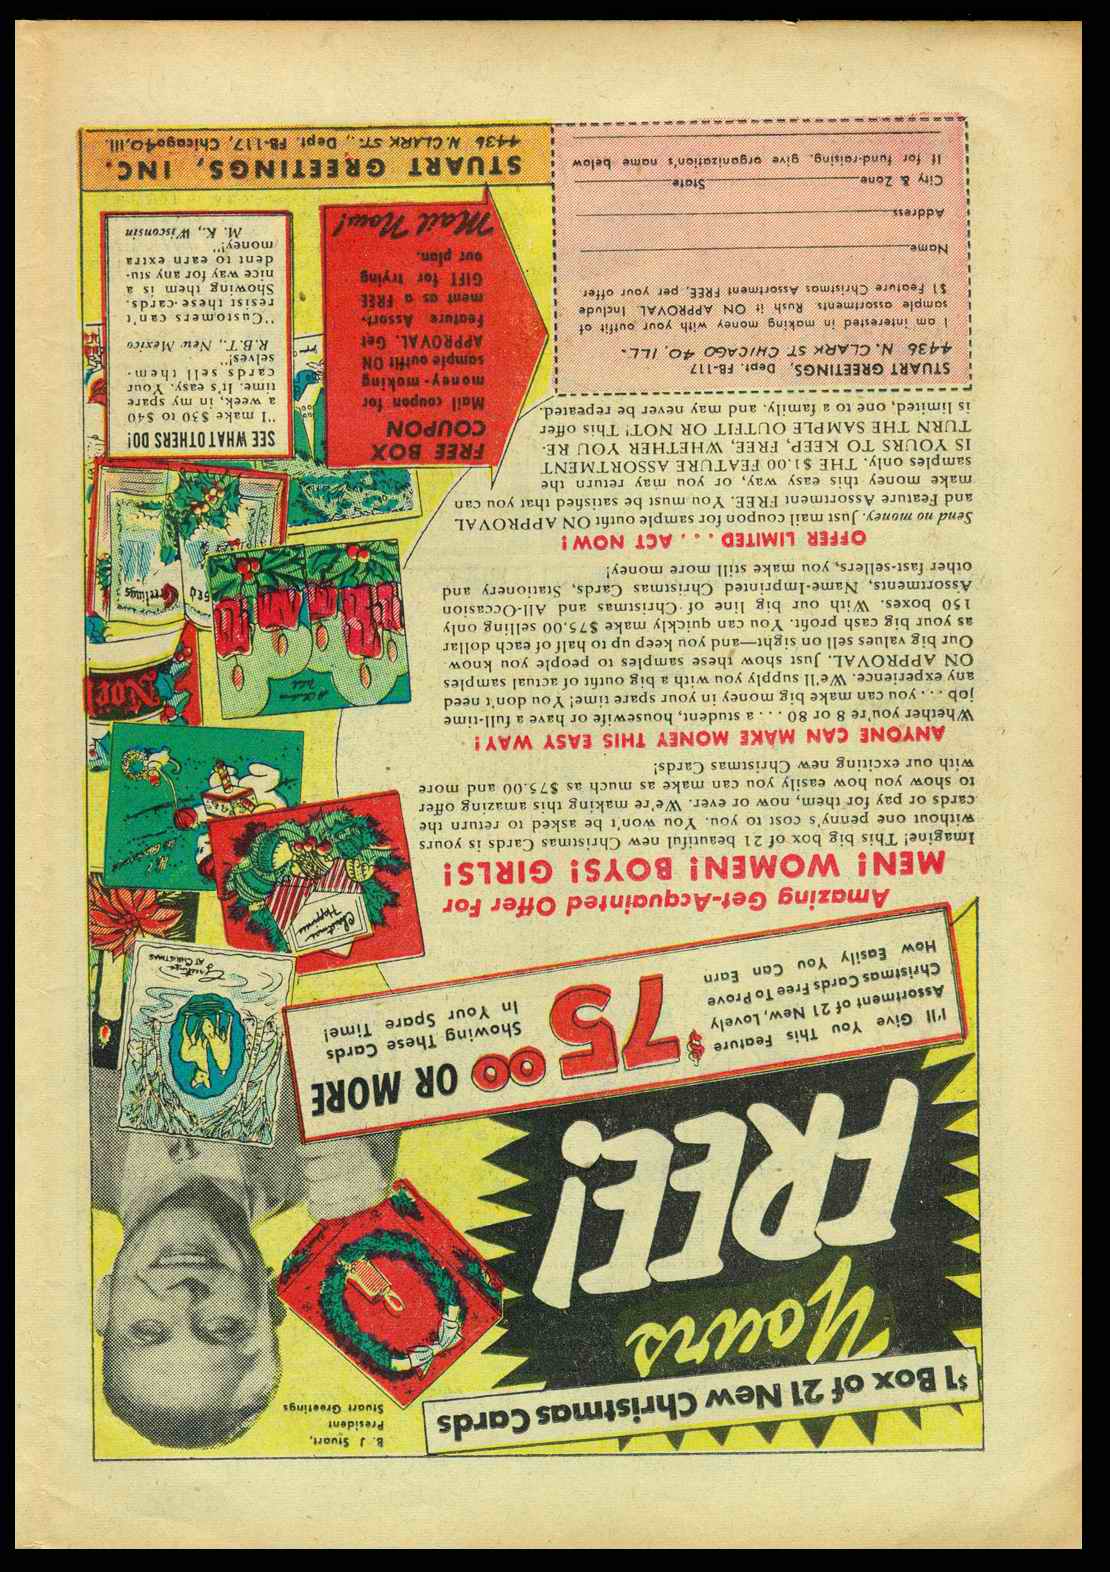 $1 Box of 21 New Christmas Cards
Yours
FREE!
B. J. Stuart,
President
Stuart Greetings
I'll Give You This Feature
Assortment of 21 New, Lovely
Christmas Cards Free To Prove
How Easily You Can Earn
$75.00 OR MORE
Showing These Cards
In Your Spare Time!
Amazing Get-Acquainted Offer For
MEN! WOMEN! BOYS! GIRLS!
Imagine! This big box of 21 beautiful new Christmas Cards is yours
without one penny's cost to you. You won't be asked to return the
cards or pay for them, now or ever. We're making this amazing offer
to show you how easily you can make as much as $75.00 and more
with our exciting new Christmas Cards!
ANYONE CAN MAKE MONEY THIS EASY WAY!
Whether you're 8 or 80 . . . a student, housewife or have a full-time
job . . . you can make big money in your spare time! You don't need
any experience. We'll supply you with a big outfit of actual samples
ON APPROVAL. Just show these samples to people you know.
Our big values sell on sight—and you keep up to half of each dollar
as your big cash profit. You can quickly make $75.00 selling only
150 boxes. With our big line of Christmas and All-Occasion
Assortments, Name-Imprinted Christmas Cards, Stationery and
other fast-sellers, you make still more money!
OFFER LIMITED . . . ACT NOW!
Send no money. Just mail coupon for sample outfit ON APPROVAL
and Feature Assortment FREE. You must be satisfied that you can
make money this easy way, or you may return the
samples only. THE $1.00 FEATURE ASSORTMENT
IS YOURS TO KEEP, FREE, WHETHER YOU RE-
TURN THE SAMPLE OUTFIT OR NOT! This offer
is limited, one to a family, and may never be repeated.
Greetings
AT CHRISTMAS
Christmas
Happiness
Noel
Greetings
SEE WHAT OTHERS DO!
"I make $30 to $40
a week, in my spare
time. It's easy. Your
cards sell them-
selves!"
R.B.T., New Mexico
"Customers can't
resist these cards.
Showing them is a
nice way for any stu-
dent to earn extra
money!"
M. K., Wisconsin
FREE BOX
COUPON
Mail coupon for
money-making
sample outfit ON
APPROVAL. Get
Feature Assort-
ment as a FREE
GIFT for trying
our plan.
Mail Now!
STUART GREETINGS, INC.
4436 N. CLARK ST., Dept. FB-117, Chicago 40, Ill.
STUART GREETINGS, Dept. FB-117
4436 N. CLARK ST. CHICAGO 40, ILL.
I am interested in making money with your outfit of
sample assortments. Rush it ON APPROVAL. Include
$1 Feature Christmas Assortment FREE, per your offer.
Name
Address
City & Zone State
If for fund-raising, give organization's name below